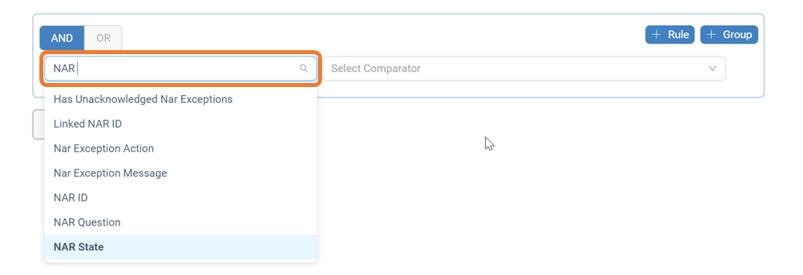 AND OR + Rule + Group
NAR Select Comparator
Has Unacknowledged Nar Exceptions
Linked NAR ID
Nar Exception Action
Nar Exception Message
NAR ID
NAR Question
NAR State